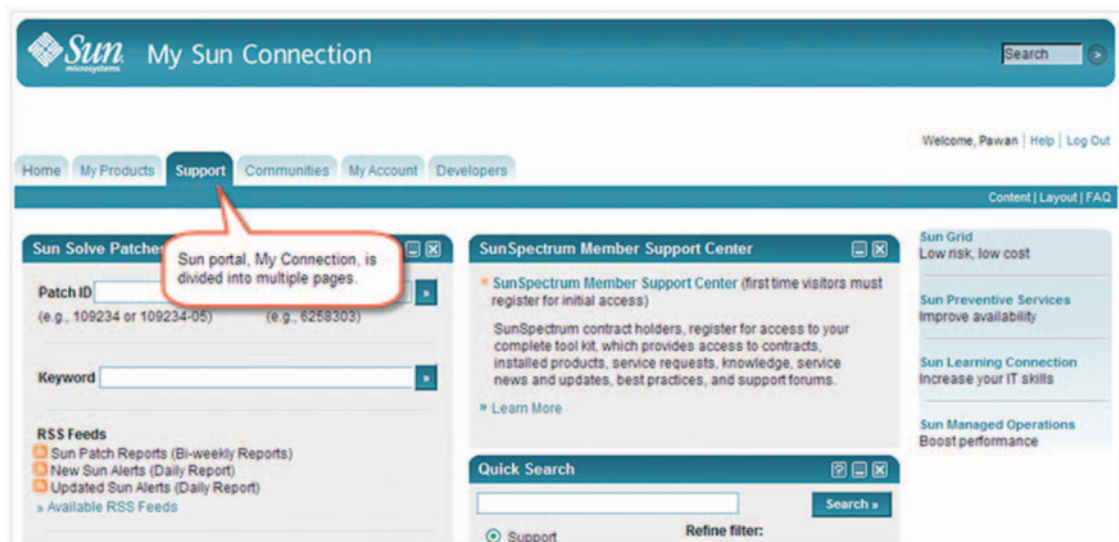 Sun
microsystems
My Sun Connection
Search
Welcome, Pawan | Help | Log Out
Home My Products Support Communities My Account Developers
Content | Layout | FAQ
Sun Solve Patches
Sun portal, My Connection, is
divided into multiple pages.
Patch ID
(e.g., 109234 or 109234-05) (e.g., 6258303)
Keyword
RSS Feeds
Sun Patch Reports (Bi-weekly Reports)
New Sun Alerts (Daily Report)
Updated Sun Alerts (Daily Report)
» Available RSS Feeds
SunSpectrum Member Support Center
SunSpectrum Member Support Center (first time visitors must
register for initial access)
SunSpectrum contract holders, register for access to your
complete tool kit, which provides access to contracts,
installed products, service requests, knowledge, service
news and updates, best practices, and support forums.
» Learn More
Quick Search
Search »
Support
Refine filter:
Sun Grid
Low risk, low cost
Sun Preventive Services
Improve availability
Sun Learning Connection
Increase your IT skills
Sun Managed Operations
Boost performance